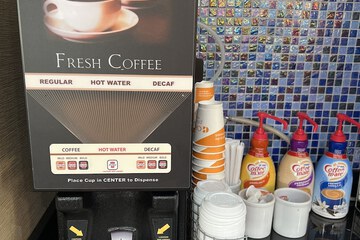 FRESH COFFEE
REGULAR HOT WATER DECAF
COFFEE HOT WATER DECAF
Place Cup in CENTER to Dispense
Coffee mate
Coffee mate
Coffee mate